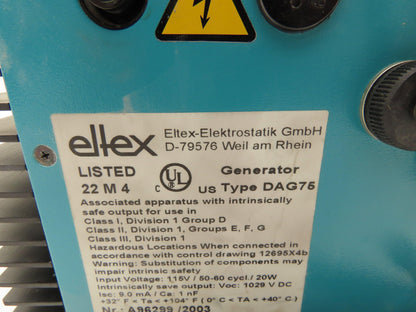 eltex
Eltex-Elektrostatik GmbH
D-79576 Weil am Rhein
LISTED
22 M 4
C UL US
Generator
Type DAG75
Associated apparatus with intrinsically
safe output for use in
Class I, Division 1 Group D
Class II, Division 1, Groups E, F, G
Class III, Division 1
Hazardous Locations When connected in
accordance with control drawing 12695X4b
Warning: Substitution of components may
impair intrinsic safety
Input Voltage: 115V / 50-60 cycl./ 20W
Intrinsically save output: Voc: 1029 V DC
Isc: 9.0 mA / Ca: 1 nF
+32° F < Ta < +104° F ( 0° C < TA < +40° C )
Nr.: A96299 /2003